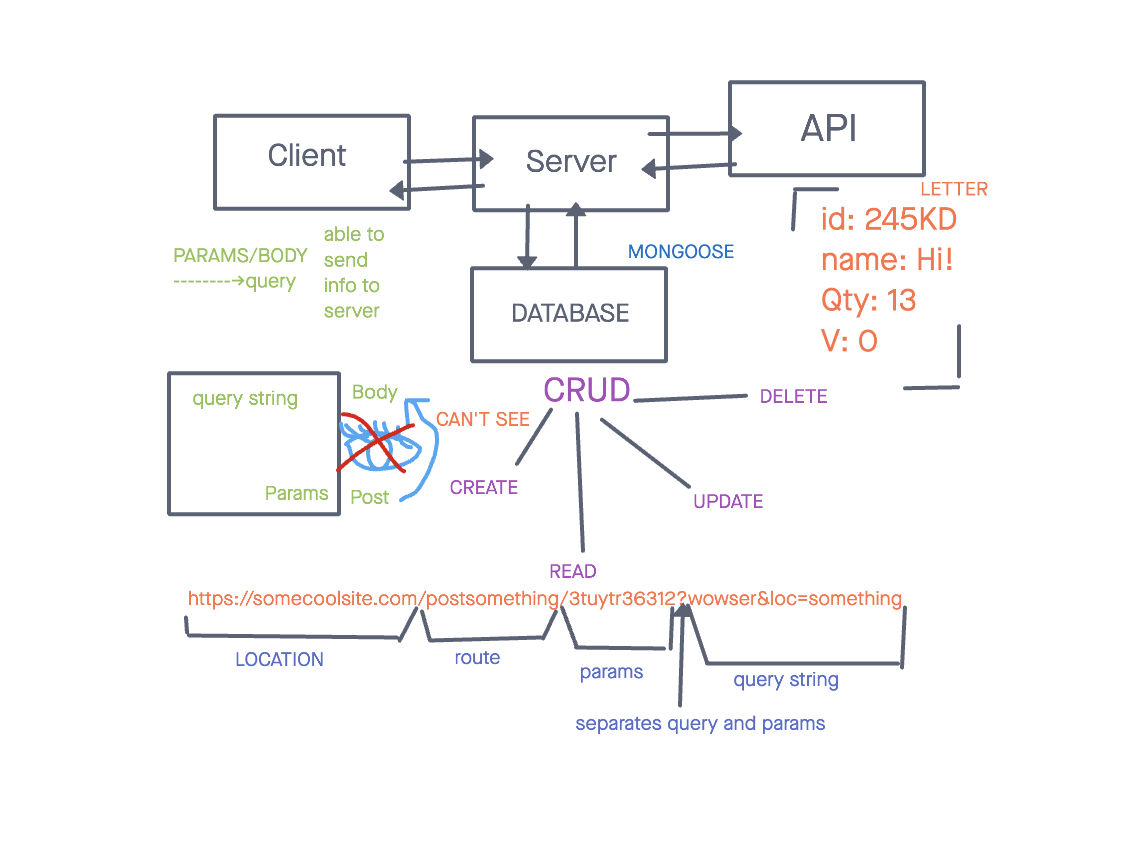 Client
Server
API
LETTER
id: 245KD
name: Hi!
Qty: 13
V: 0
PARAMS/BODY
--------→query
able to
send
info to
server
MONGOOSE
DATABASE
CRUD
DELETE
CREATE
UPDATE
READ
query string
Body
CAN'T SEE
Params
Post
https://somecoolsite.com/postsomething/3tuytr36312?wowser&loc=something
LOCATION
route
params
query string
separates query and params